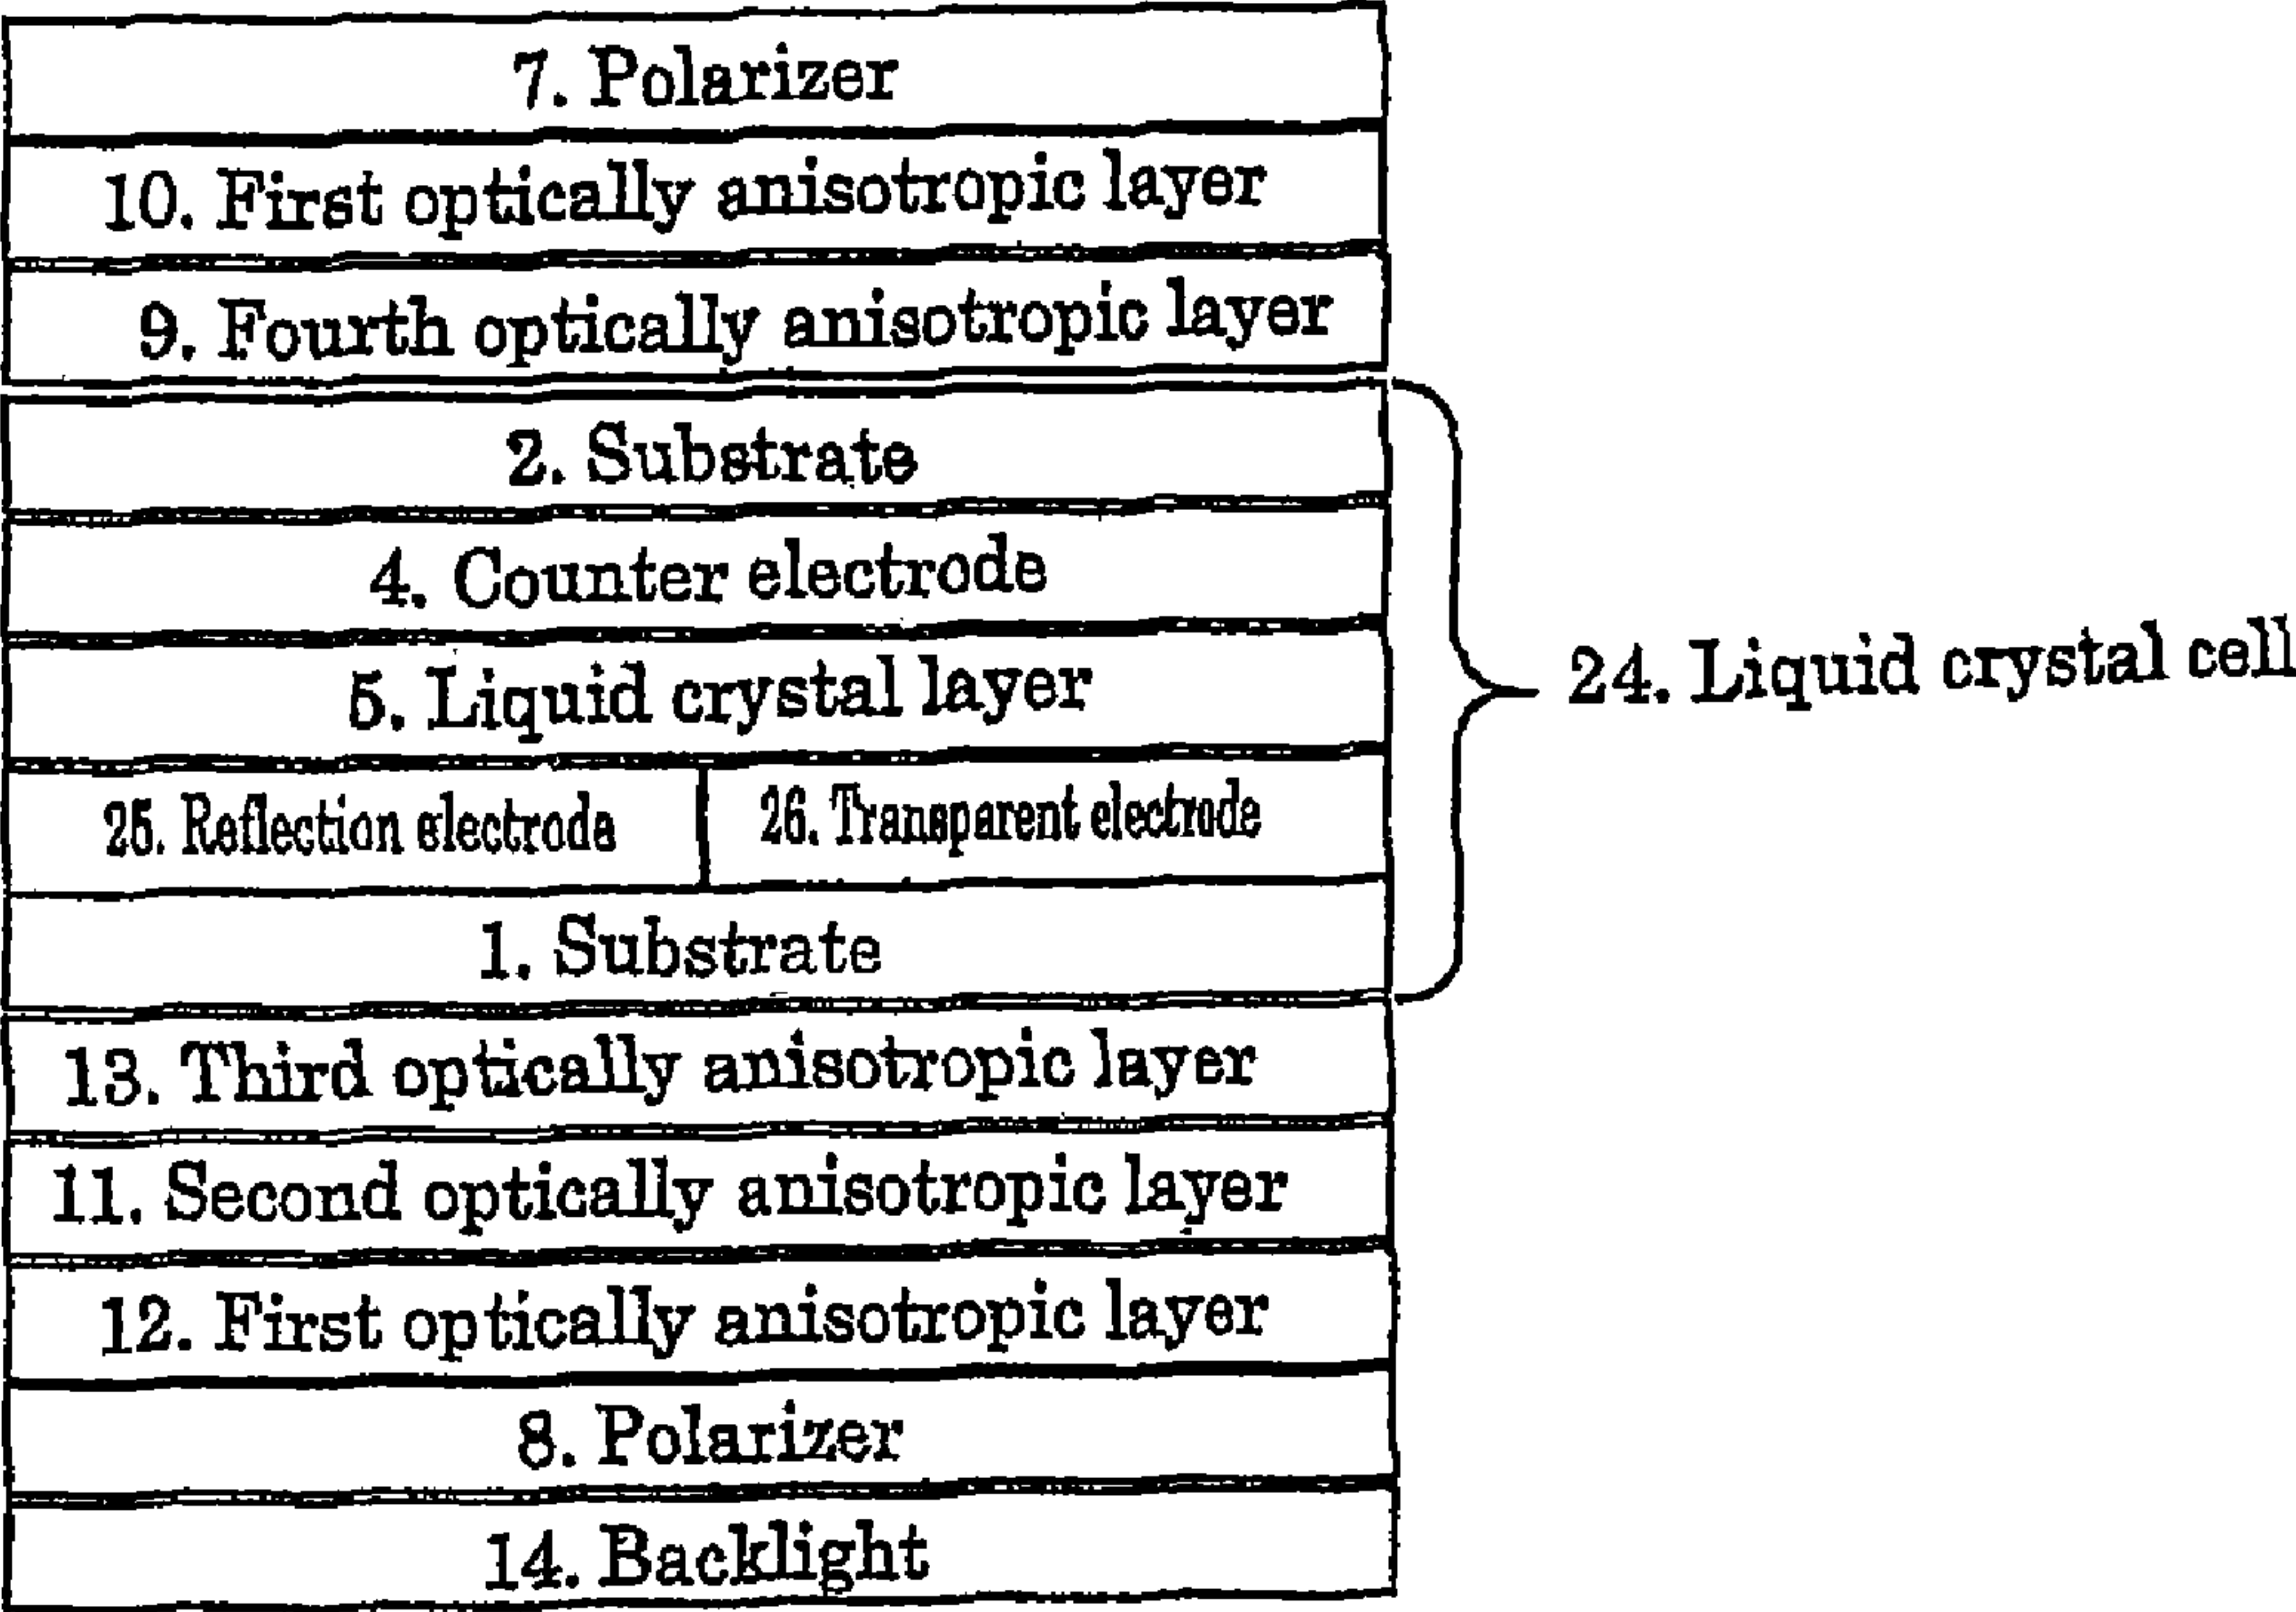 7. Polarizer
10. First optically anisotropic layer
9. Fourth optically anisotropic layer
2. Substrate
4. Counter electrode
5. Liquid crystal layer
24. Liquid crystal cell
25. Reflection electrode
26. Transparent electrode
1. Substrate
13. Third optically anisotropic layer
11. Second optically anisotropic layer
12. First optically anisotropic layer
8. Polarizer
14. Backlight